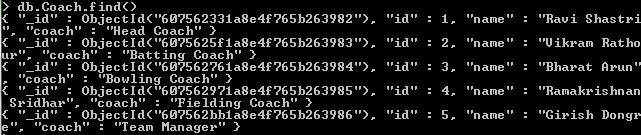 > db.Coach.find()
{ "_id" : ObjectId("607562331a8e4f765b263982"), "id" : 1, "name" : "Ravi Shastri
", "coach" : "Head Coach" }
{ "_id" : ObjectId("6075625f1a8e4f765b263983"), "id" : 2, "name" : "Vikram Ratho
ur", "coach" : "Batting Coach" }
{ "_id" : ObjectId("607562761a8e4f765b263984"), "id" : 3, "name" : "Bharat Arun"
, "coach" : "Bowling Coach" }
{ "_id" : ObjectId("607562971a8e4f765b263985"), "id" : 4, "name" : "Ramakrishnan
 Sridhar", "coach" : "Fielding Coach" }
{ "_id" : ObjectId("607562bb1a8e4f765b263986"), "id" : 5, "name" : "Girish Dongr
e", "coach" : "Team Manager" }